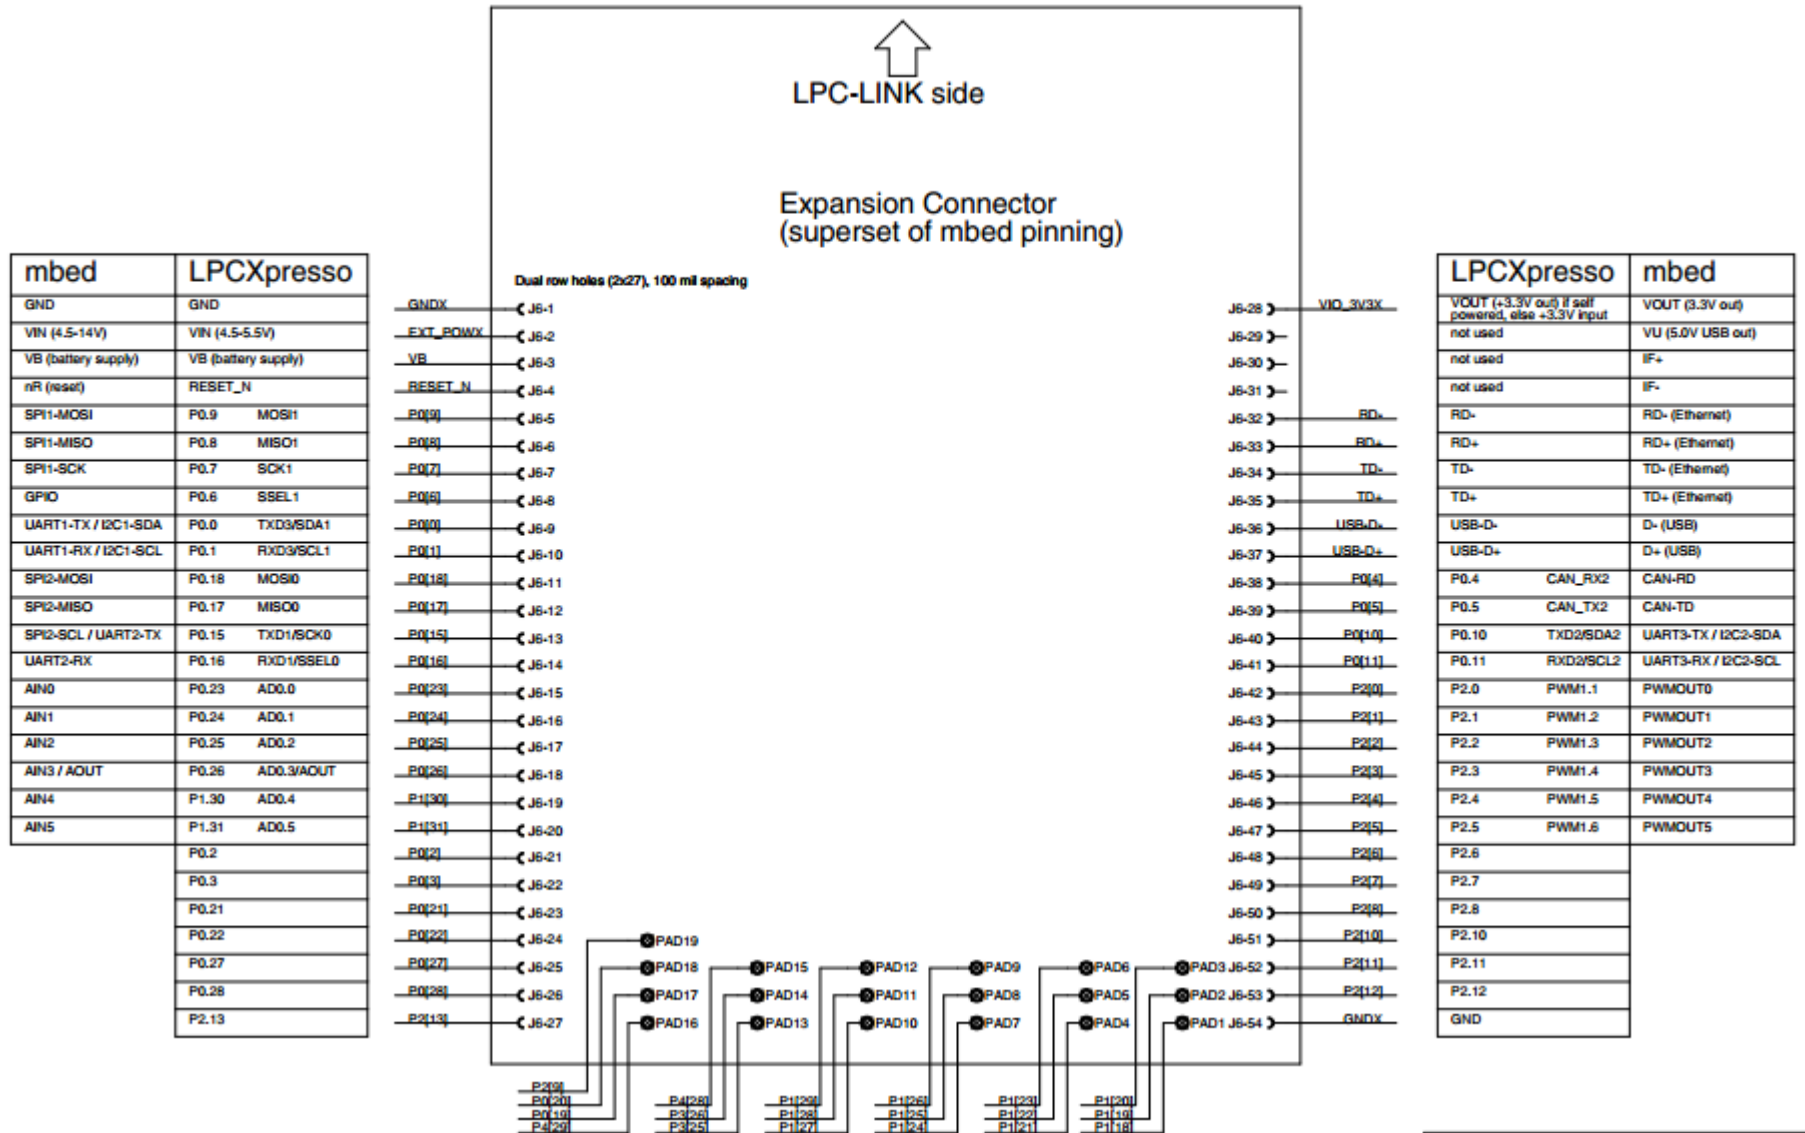 LPC-LINK side
Expansion Connector
(superset of mbed pinning)
Dual row holes (2x27), 100 mil spacing
mbed LPCXpresso
GND GND
VIN (4.5-14V) VIN (4.5-5.5V)
VB (battery supply) VB (battery supply)
nR (reset) RESET_N
SPI1-MOSI P0.9 MOSI1
SPI1-MISO P0.8 MISO1
SPI1-SCK P0.7 SCK1
GPIO P0.6 SSEL1
UART1-TX / I2C1-SDA P0.0 TXD3/SDA1
UART1-RX / I2C1-SCL P0.1 RXD3/SCL1
SPI2-MOSI P0.18 MOSI0
SPI2-MISO P0.17 MISO0
SPI2-SCL / UART2-TX P0.15 TXD1/SCK0
UART2-RX P0.16 RXD1/SSEL0
AIN0 P0.23 AD0.0
AIN1 P0.24 AD0.1
AIN2 P0.25 AD0.2
AIN3 / AOUT P0.26 AD0.3/AOUT
AIN4 P1.30 AD0.4
AIN5 P1.31 AD0.5
P0.2
P0.3
P0.21
P0.22
P0.27
P0.28
P2.13
GNDX J6-1
EXT_POWX J6-2
VB J6-3
RESET_N J6-4
P0[9] J6-5
P0[8] J6-6
P0[7] J6-7
P0[6] J6-8
P0[0] J6-9
P0[1] J6-10
P0[18] J6-11
P0[17] J6-12
P0[15] J6-13
P0[16] J6-14
P0[23] J6-15
P0[24] J6-16
P0[25] J6-17
P0[26] J6-18
P1[30] J6-19
P1[31] J6-20
P0[2] J6-21
P0[3] J6-22
P0[21] J6-23
P0[22] J6-24
P0[27] J6-25
P0[28] J6-26
P2[13] J6-27
PAD19
PAD18 PAD15 PAD12 PAD9 PAD6 PAD3
PAD17 PAD14 PAD11 PAD8 PAD5 PAD2
PAD16 PAD13 PAD10 PAD7 PAD4 PAD1
J6-28 VIO_3V3X
J6-29
J6-30
J6-31
J6-32 RD-
J6-33 RD+
J6-34 TD-
J6-35 TD+
J6-36 USB-D-
J6-37 USB-D+
J6-38 P0[4]
J6-39 P0[5]
J6-40 P0[10]
J6-41 P0[11]
J6-42 P2[0]
J6-43 P2[1]
J6-44 P2[2]
J6-45 P2[3]
J6-46 P2[4]
J6-47 P2[5]
J6-48 P2[6]
J6-49 P2[7]
J6-50 P2[8]
J6-51 P2[10]
J6-52 P2[11]
J6-53 P2[12]
J6-54 GNDX
LPCXpresso mbed
VOUT (+3.3V out) if self
powered, else +3.3V input VOUT (3.3V out)
not used VU (5.0V USB out)
not used IF+
not used IF-
RD- RD- (Ethernet)
RD+ RD+ (Ethernet)
TD- TD- (Ethernet)
TD+ TD+ (Ethernet)
USB-D- D- (USB)
USB-D+ D+ (USB)
P0.4 CAN_RX2 CAN-RD
P0.5 CAN_TX2 CAN-TD
P0.10 TXD2/SDA2 UART3-TX / I2C2-SDA
P0.11 RXD2/SCL2 UART3-RX / I2C2-SCL
P2.0 PWM1.1 PWMOUT0
P2.1 PWM1.2 PWMOUT1
P2.2 PWM1.3 PWMOUT2
P2.3 PWM1.4 PWMOUT3
P2.4 PWM1.5 PWMOUT4
P2.5 PWM1.6 PWMOUT5
P2.6
P2.7
P2.8
P2.10
P2.11
P2.12
GND
P2[9]
P0[20] P4[28] P1[29] P1[26] P1[23] P1[20]
P0[19] P3[26] P1[28] P1[25] P1[22] P1[19]
P4[29] P3[25] P1[27] P1[24] P1[21] P1[18]